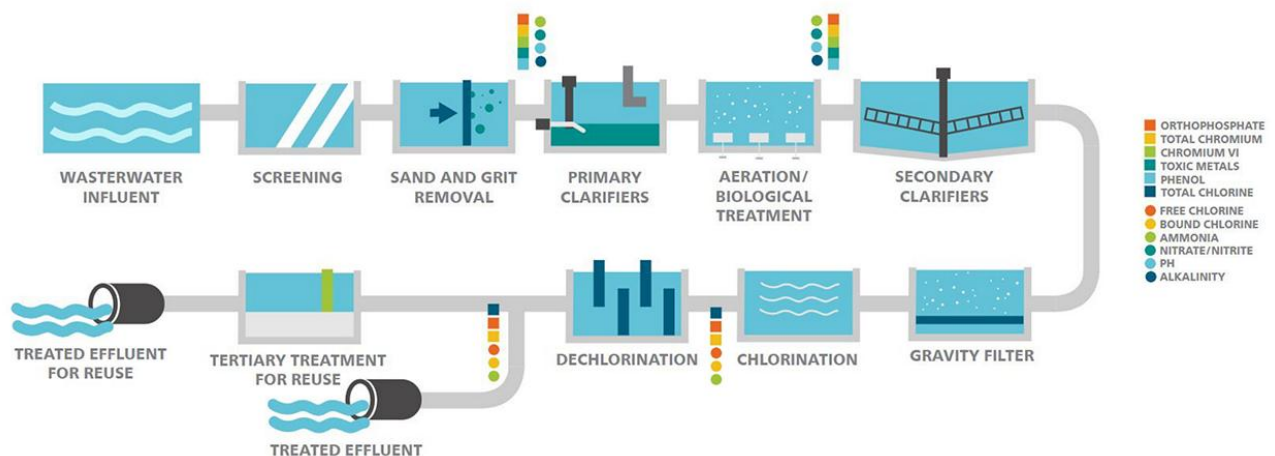 WASTERWATER
INFLUENT
SCREENING
SAND AND GRIT
REMOVAL
PRIMARY
CLARIFIERS
AERATION/
BIOLOGICAL
TREATMENT
SECONDARY
CLARIFIERS
ORTHOPHOSPHATE
TOTAL CHROMIUM
CHROMIUM VI
TOXIC METALS
PHENOL
TOTAL CHLORINE
FREE CHLORINE
BOUND CHLORINE
AMMONIA
NITRATE/NITRITE
PH
ALKALINITY
TREATED EFFLUENT
FOR REUSE
TERTIARY TREATMENT
FOR REUSE
DECHLORINATION
CHLORINATION
GRAVITY FILTER
TREATED EFFLUENT